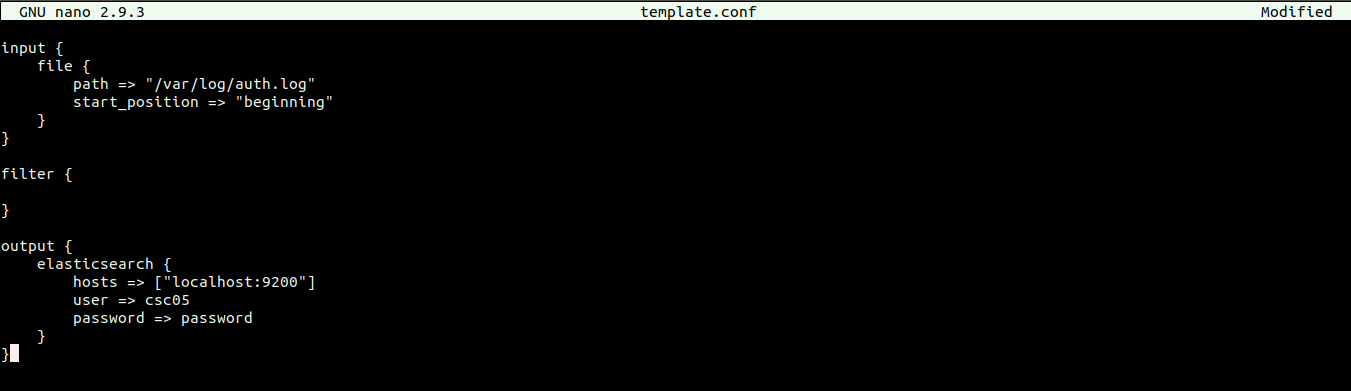 GNU nano 2.9.3 template.conf Modified
input {
    file {
        path => "/var/log/auth.log"
        start_position => "beginning"
    }
}
filter {
}
output {
    elasticsearch {
        hosts => ["localhost:9200"]
        user => csc05
        password => password
    }
}